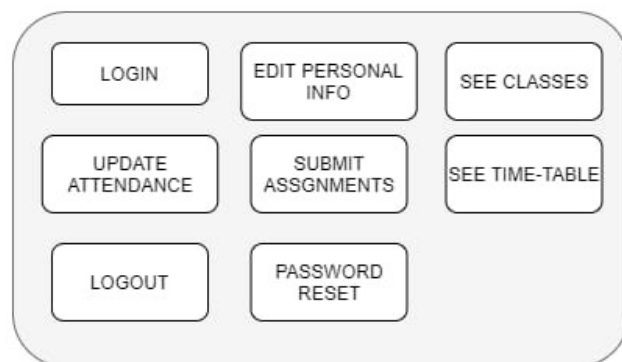 LOGIN
EDIT PERSONAL
INFO
SEE CLASSES
UPDATE
ATTENDANCE
SUBMIT
ASSGNMENTS
SEE TIME-TABLE
LOGOUT
PASSWORD
RESET